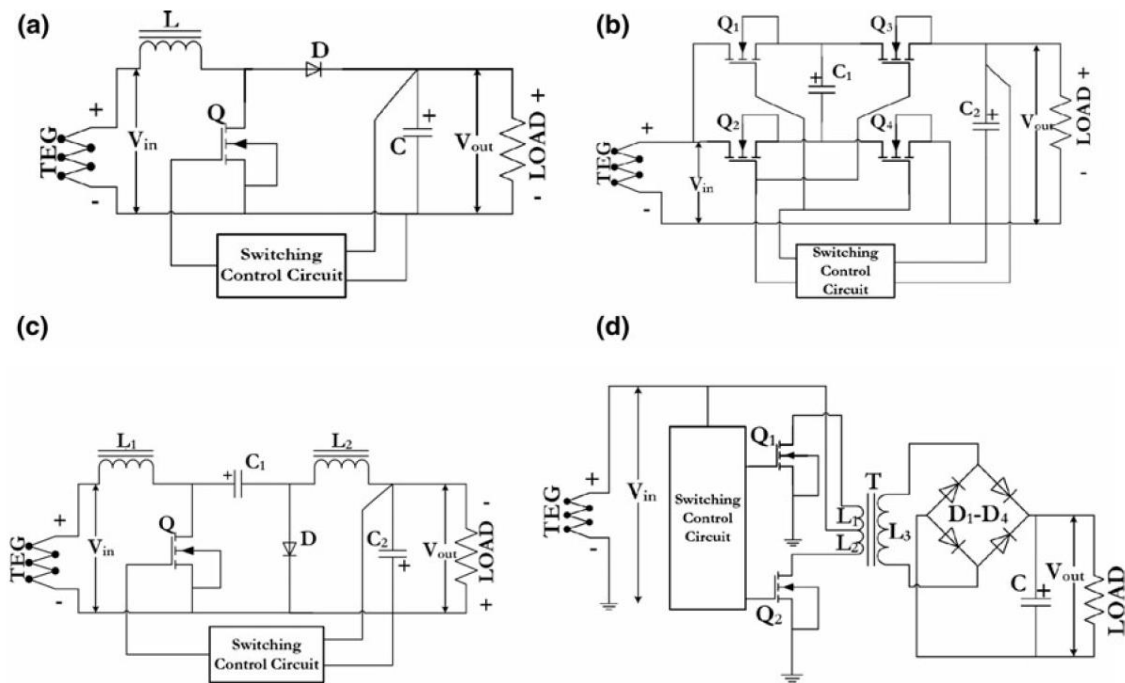 (a)
L
D
Q
+
TEG
-
Vin
C
+
Vout
LOAD
+
-
Switching
Control Circuit
(b)
Q1
Q3
C1
+
Q2
Q4
C2
+
TEG
+
-
Vin
Vout
LOAD
+
-
Switching
Control
Circuit
(c)
L1
C1
+
L2
Q
D
C2
+
TEG
+
-
Vin
Vout
LOAD
-
+
Switching
Control Circuit
(d)
TEG
+
-
Vin
Switching
Control
Circuit
Q1
Q2
T
L1
L2
L3
D1-D4
C
+
Vout
LOAD